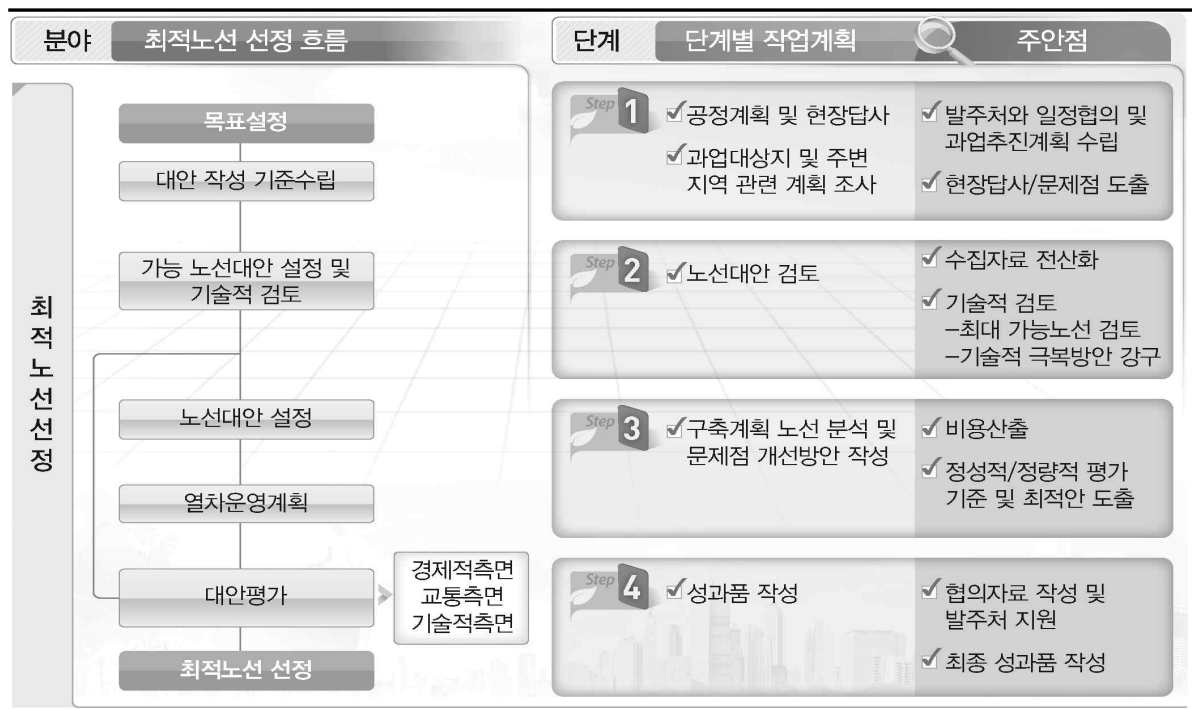 분야
최적노선 선정 흐름
최적노선선정
목표설정
대안 작성 기준수립
가능 노선대안 설정 및
기술적 검토
노선대안 설정
열차운영계획
대안평가
경제적측면
교통측면
기술적측면
최적노선 선정
단계
단계별 작업계획
주안점
Step 1
공정계획 및 현장답사
과업대상지 및 주변
지역 관련 계획 조사
발주처와 일정협의 및
과업추진계획 수립
현장답사/문제점 도출
Step 2
노선대안 검토
수집자료 전산화
기술적 검토
-최대 가능노선 검토
-기술적 극복방안 강구
Step 3
구축계획 노선 분석 및
문제점 개선방안 작성
비용산출
정성적/정량적 평가
기준 및 최적안 도출
Step 4
성과품 작성
협의자료 작성 및
발주처 지원
최종 성과품 작성